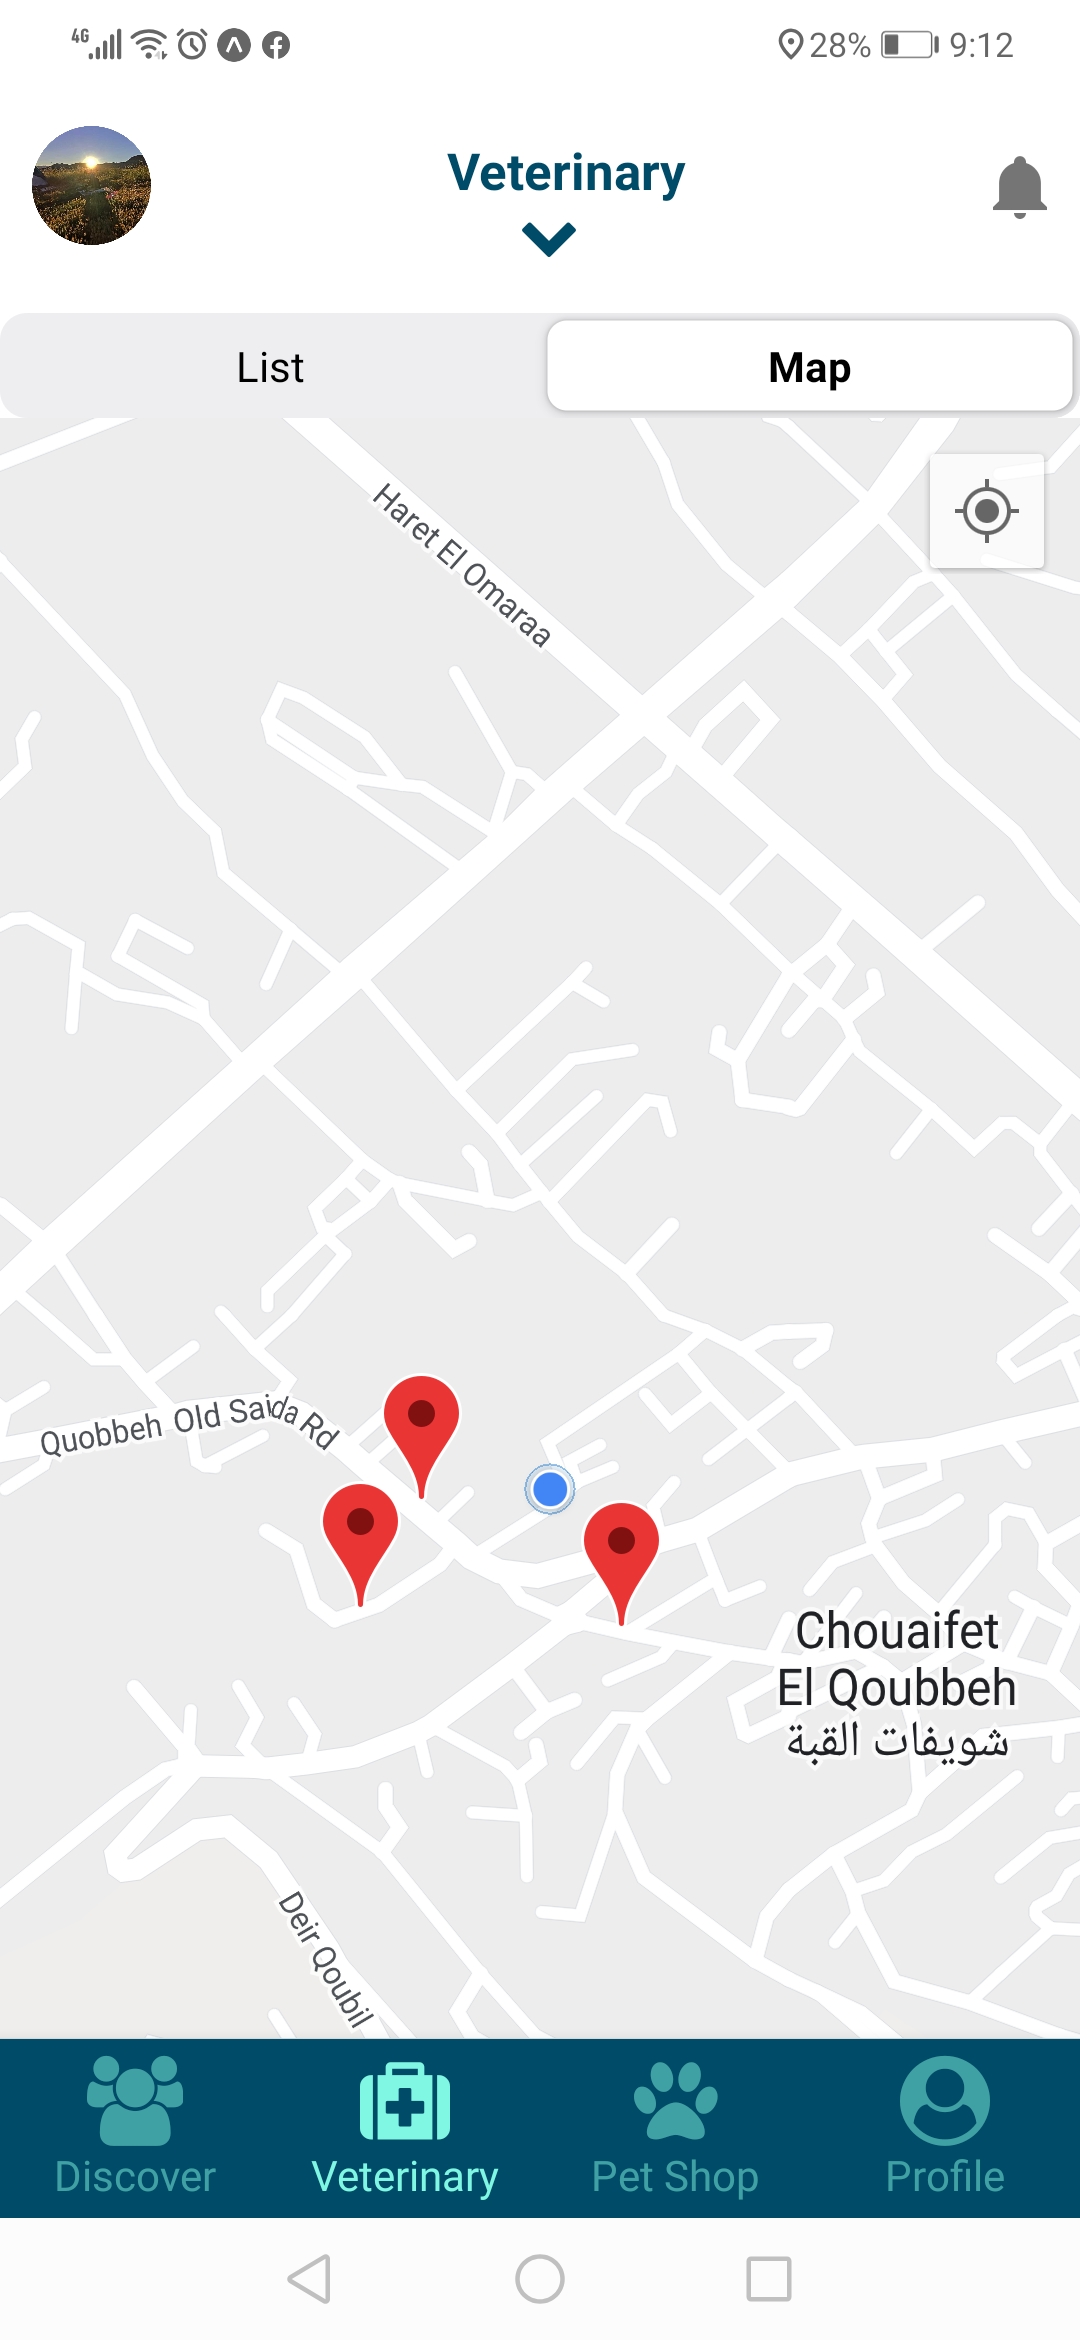 4G
28%
9:12
Veterinary
List
Map
Haret El Omaraa
Quobbeh Old Saida Rd
Chouaifet
El Qoubbeh
شويفات القبة
Deir Qoubil
Discover
Veterinary
Pet Shop
Profile